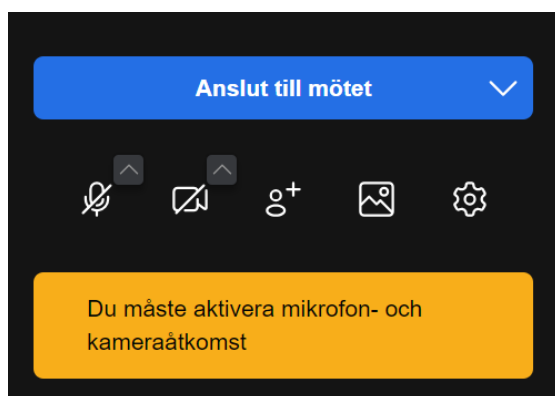 Anslut till mötet
Du måste aktivera mikrofon- och
kameraåtkomst